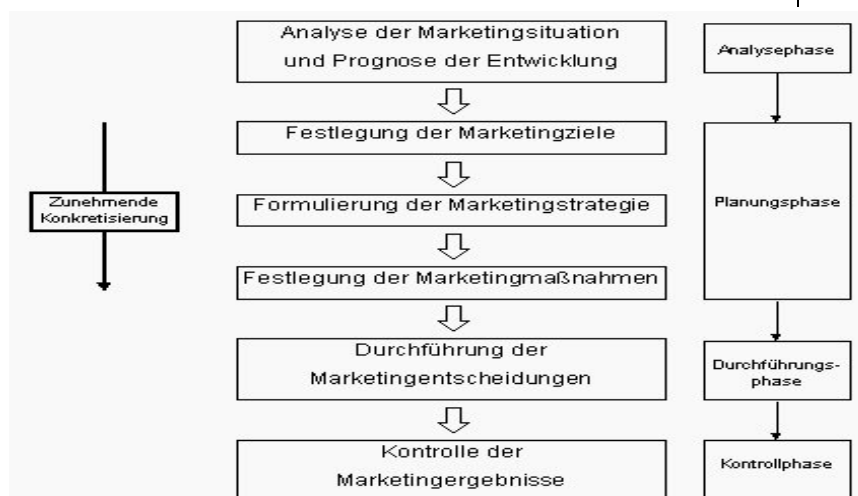 Analyse der Marketingsituation
und Prognose der Entwicklung
Analysephase
Festlegung der Marketingziele
Zunehmende
Konkretisierung
Formulierung der Marketingstrategie
Planungsphase
Festlegung der Marketingmaßnahmen
Durchführung der
Marketingentscheidungen
Durchführungs-
phase
Kontrolle der
Marketingergebnisse
Kontrollphase